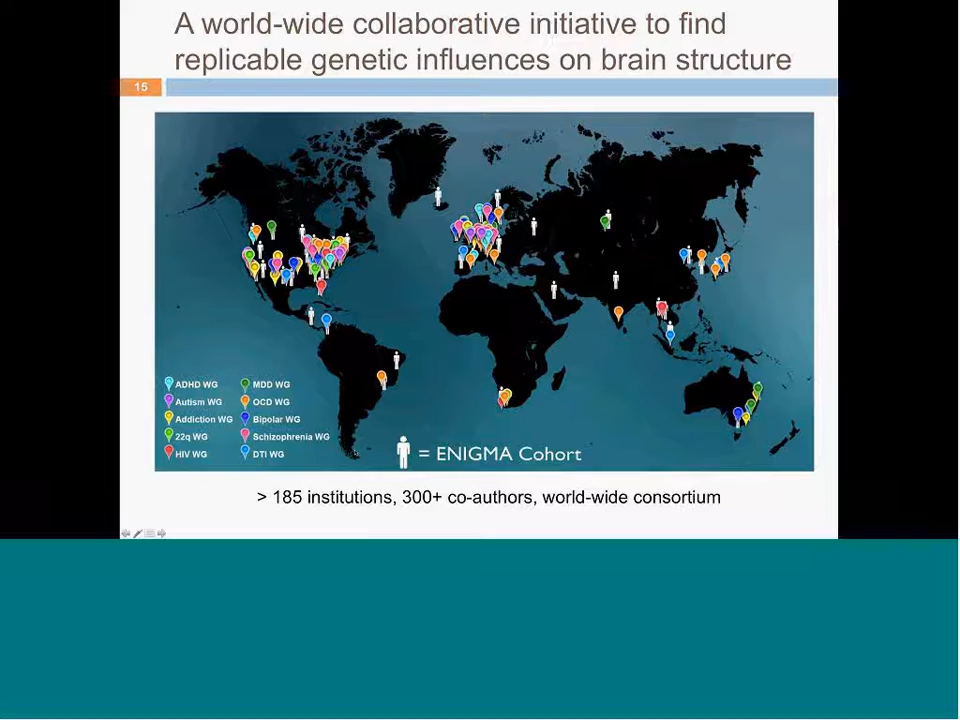 A world-wide collaborative initiative to find
replicable genetic influences on brain structure
15
ADHD WG
MDD WG
Autism WG
OCD WG
Addiction WG
Bipolar WG
22q WG
Schizophrenia WG
HIV WG
DTI WG
= ENIGMA Cohort
> 185 institutions, 300+ co-authors, world-wide consortium